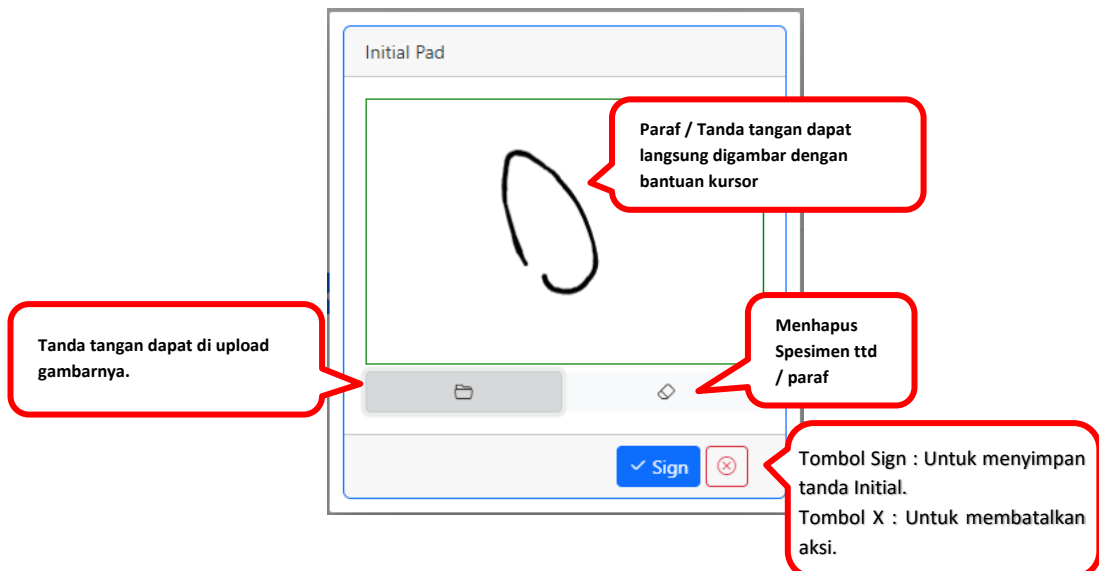 Initial Pad
Paraf / Tanda tangan dapat
langsung digambar dengan
bantuan kursor
Tanda tangan dapat di upload
gambarnya.
Menhapus
Spesimen ttd
/ paraf
Sign
Tombol Sign : Untuk menyimpan
tanda Initial.
Tombol X : Untuk membatalkan
aksi.